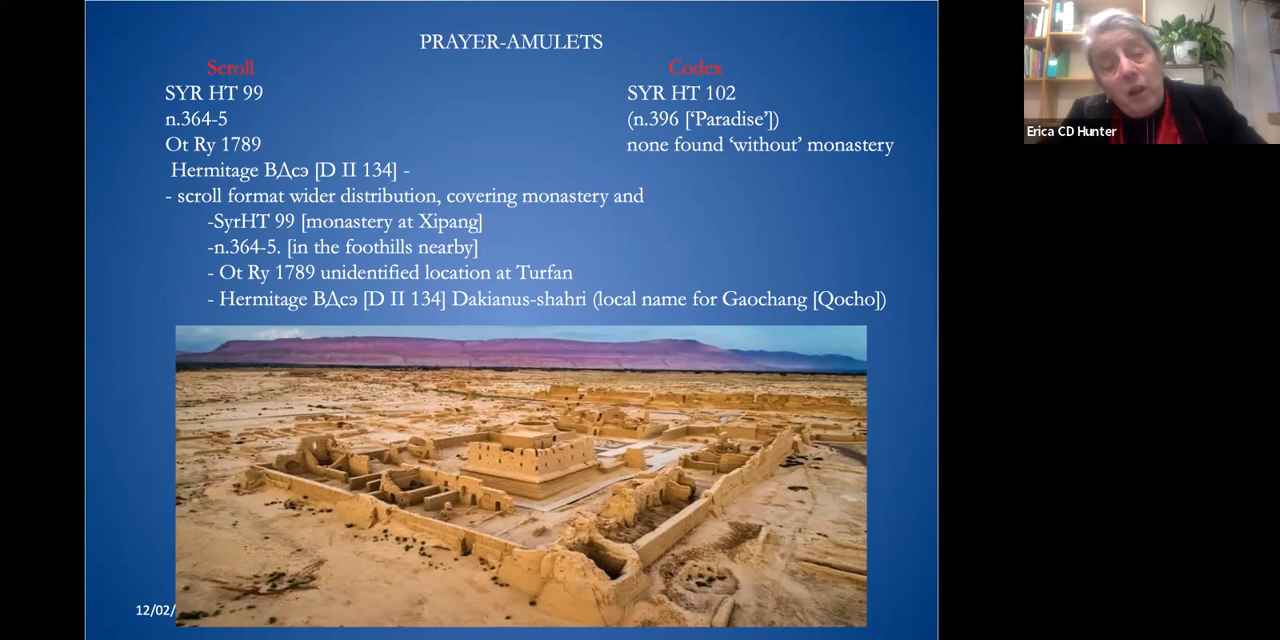 PRAYER-AMULETS
Scroll
SYR HT 99
n.364-5
Ot Ry 1789
Hermitage ВДсэ [D II 134] -
- scroll format wider distribution, covering monastery and
-SyrHT 99 [monastery at Xipang]
-n.364-5. [in the foothills nearby]
- Ot Ry 1789 unidentified location at Turfan
- Hermitage ВДсэ [D II 134] Dakianus-shahri (local name for Gaochang [Qocho])
Codex
SYR HT 102
(n.396 [‘Paradise’])
none found ‘without’ monastery
12/02/
Erica CD Hunter